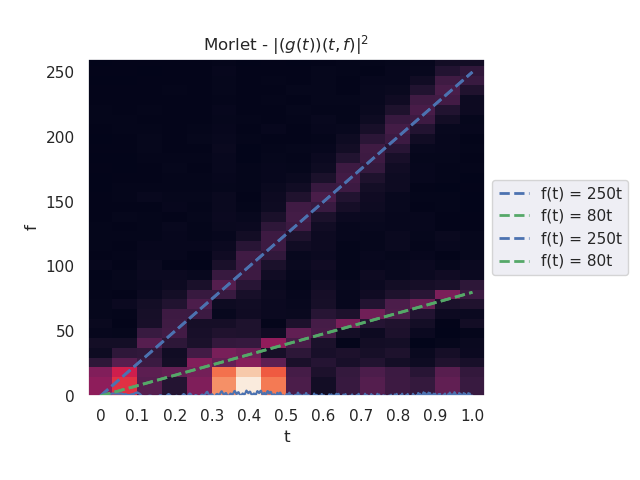 Morlet - |(g(t))(t, f)|²
250
200
150
100
50
0
f
0 0.1 0.2 0.3 0.4 0.5 0.6 0.7 0.8 0.9 1.0
t
f(t) = 250t
f(t) = 80t
f(t) = 250t
f(t) = 80t